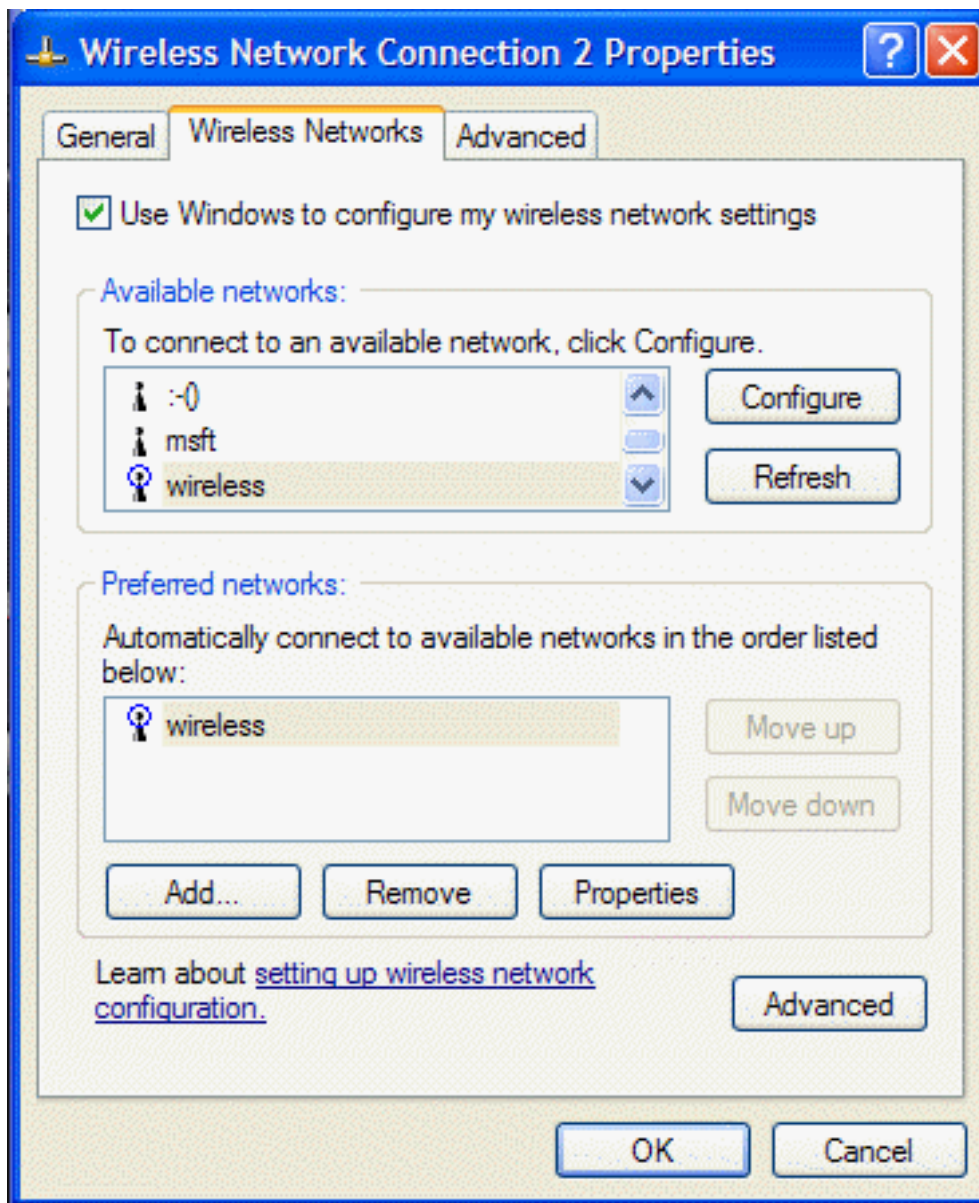 Wireless Network Connection 2 Properties
General Wireless Networks Advanced
Use Windows to configure my wireless network settings
Available networks:
To connect to an available network, click Configure.
:-()
msft
wireless
Configure
Refresh
Preferred networks:
Automatically connect to available networks in the order listed
below:
wireless
Move up
Move down
Add... Remove Properties
Learn about setting up wireless network
configuration.
Advanced
OK Cancel